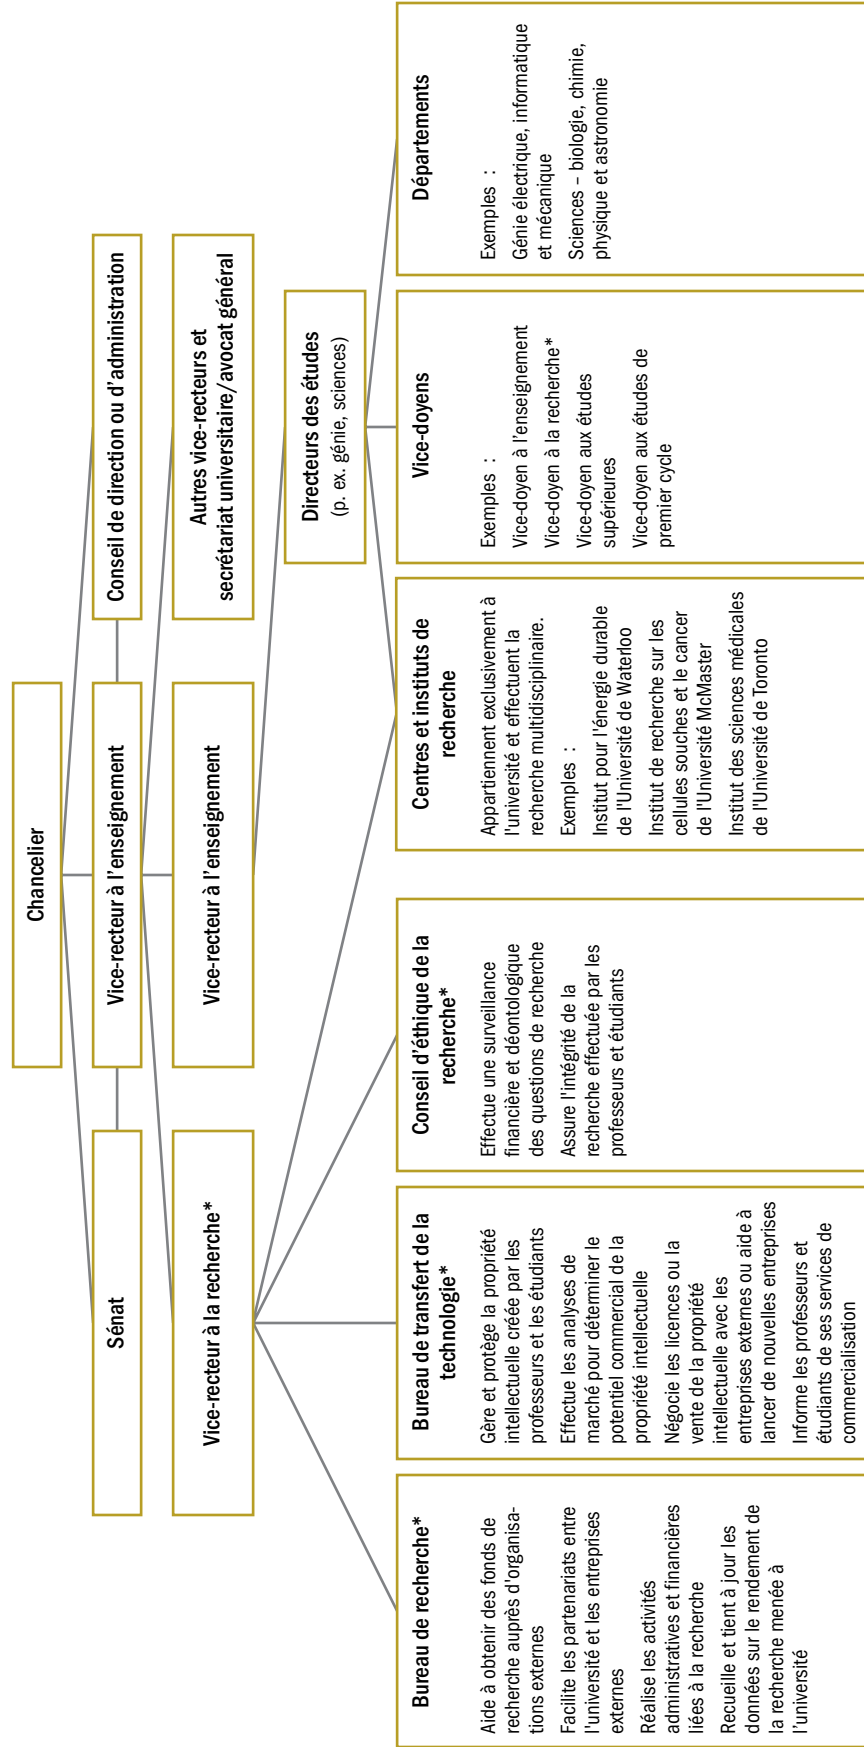 Chancelier
Sénat
Vice-recteur à l'enseignement
Conseil de direction ou d'administration
Vice-recteur à la recherche*
Vice-recteur à l'enseignement
Autres vice-recteurs et
secrétariat universitaire/avocat général
Directeurs des études
(p. ex. génie, sciences)
Bureau de recherche*
Aide à obtenir des fonds de
recherche auprès d'organisa-
tions externes
Facilite les partenariats entre
l'université et les entreprises
externes
Réalise les activités
administratives et financières
liées à la recherche
Recueille et tient à jour les
données sur le rendement de
la recherche menée à
l'université
Bureau de transfert de la
technologie*
Gère et protège la propriété
intellectuelle créée par les
professeurs et les étudiants
Effectue les analyses de
marché pour déterminer le
potentiel commercial de la
propriété intellectuelle
Négocie les licences ou la
vente de la propriété
intellectuelle avec les
entreprises externes ou aide à
lancer de nouvelles entreprises
Informe les professeurs et
étudiants de ses services de
commercialisation
Conseil d'éthique de la
recherche*
Effectue une surveillance
financière et déontologique
des questions de recherche
Assure l'intégrité de la
recherche effectuée par les
professeurs et étudiants
Centres et instituts de
recherche
Appartiennent exclusivement à
l'université et effectuent la
recherche multidisciplinaire.
Exemples :
Institut pour l'énergie durable
de l'Université de Waterloo
Institut de recherche sur les
cellules souches et le cancer
de l'Université McMaster
Institut des sciences médicales
de l'Université de Toronto
Vice-doyens
Exemples :
Vice-doyen à l'enseignement
Vice-doyen à la recherche*
Vice-doyen aux études
supérieures
Vice-doyen aux études de
premier cycle
Départements
Exemples :
Génie électrique, informatique
et mécanique
Sciences – biologie, chimie,
physique et astronomie